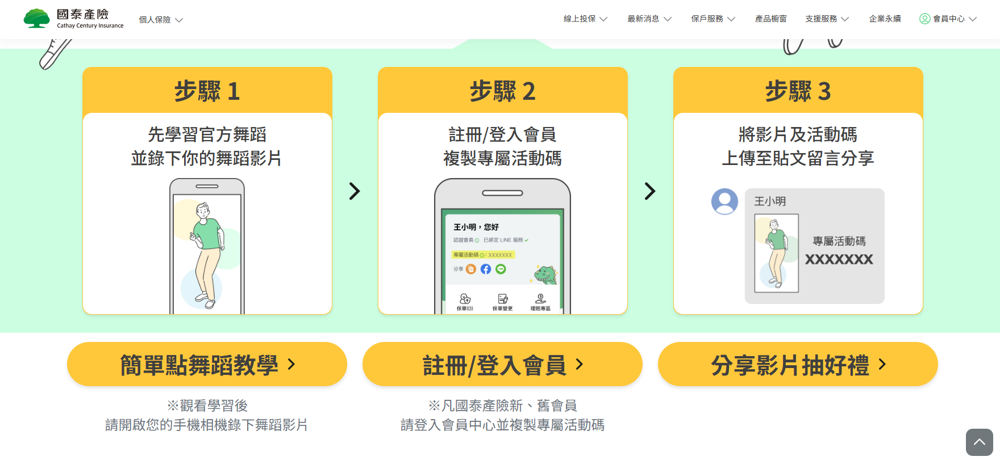 國泰產險
Cathay Century Insurance
個人保險
線上投保
最新消息
保戶服務
產品櫥窗
支援服務
企業永續
會員中心
步驟 1
先學習官方舞蹈
並錄下你的舞蹈影片
步驟 2
註冊/登入會員
複製專屬活動碼
王小明，您好
認證會員 已綁定 LINE 服務
專屬活動碼：XXXXXXX
分享
LINE
保單(0)
保單變更
理賠專區
步驟 3
將影片及活動碼
上傳至貼文留言分享
王小明
專屬活動碼
XXXXXXX
簡單點舞蹈教學
註冊/登入會員
分享影片抽好禮
※觀看學習後
請開啟您的手機相機錄下舞蹈影片
※凡國泰產險新、舊會員
請登入會員中心並複製專屬活動碼